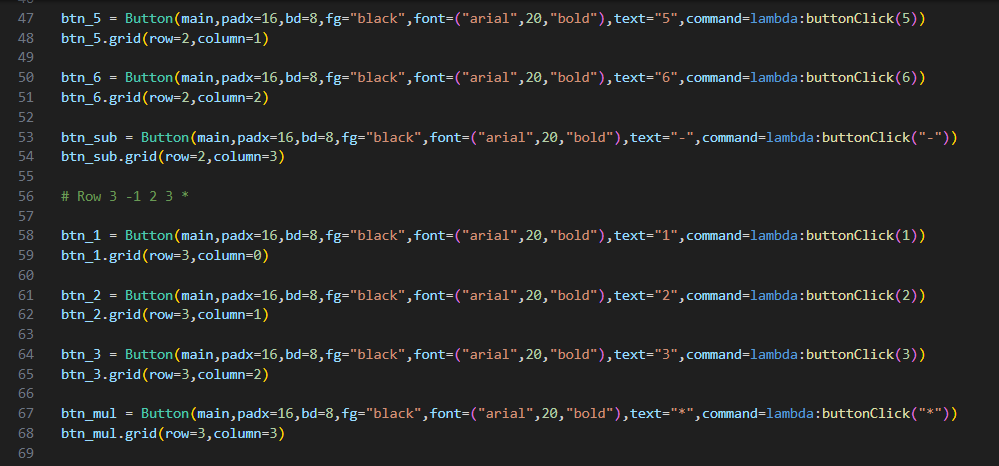 47 btn_5 = Button(main,padx=16,bd=8,fg="black",font=("arial",20,"bold"),text="5",command=lambda:buttonClick(5))
48 btn_5.grid(row=2,column=1)
49
50 btn_6 = Button(main,padx=16,bd=8,fg="black",font=("arial",20,"bold"),text="6",command=lambda:buttonClick(6))
51 btn_6.grid(row=2,column=2)
52
53 btn_sub = Button(main,padx=16,bd=8,fg="black",font=("arial",20,"bold"),text="-",command=lambda:buttonClick("-"))
54 btn_sub.grid(row=2,column=3)
55
56 # Row 3 -1 2 3 *
57
58 btn_1 = Button(main,padx=16,bd=8,fg="black",font=("arial",20,"bold"),text="1",command=lambda:buttonClick(1))
59 btn_1.grid(row=3,column=0)
60
61 btn_2 = Button(main,padx=16,bd=8,fg="black",font=("arial",20,"bold"),text="2",command=lambda:buttonClick(2))
62 btn_2.grid(row=3,column=1)
63
64 btn_3 = Button(main,padx=16,bd=8,fg="black",font=("arial",20,"bold"),text="3",command=lambda:buttonClick(3))
65 btn_3.grid(row=3,column=2)
66
67 btn_mul = Button(main,padx=16,bd=8,fg="black",font=("arial",20,"bold"),text="*",command=lambda:buttonClick("*"))
68 btn_mul.grid(row=3,column=3)
69